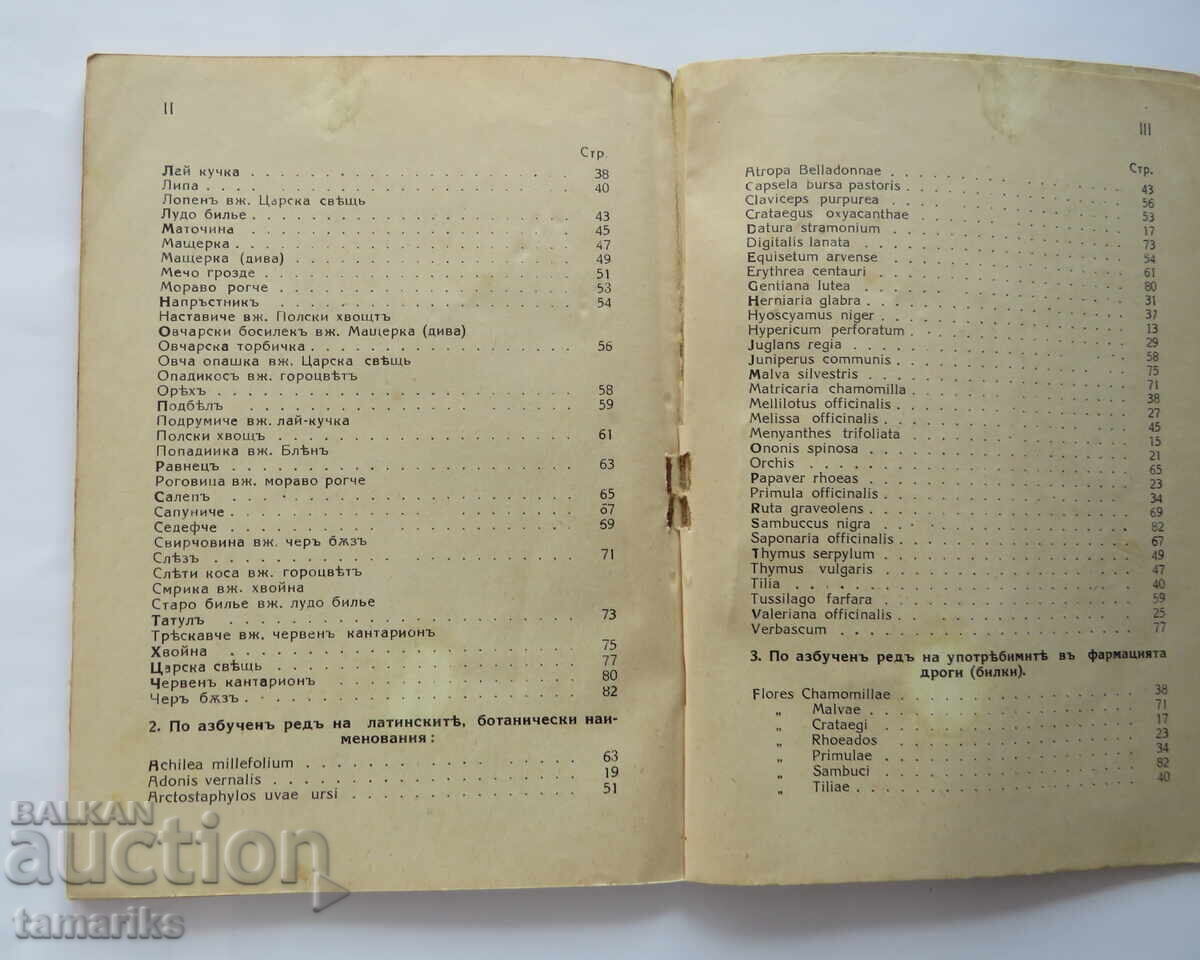 II
Стр.
Лай кучка . . . 38
Липа . . . 40
Лопенъ вж. Царска свѣщь
Лудо билье . . . 43
Маточина . . . 45
Мащерка . . . 47
Мащерка (дива) . . . 49
Мечо грозде . . . 51
Мораво рогче . . . 53
Напръстникъ . . . 54
Наставиче вж. Полски хвощтъ
Овчарски босилекъ вж. Мащерка (дива)
Овчарска торбичка . . . 56
Овча опашка вж. Царска свѣщь
Опадикосъ вж. гороцвѣтъ
Орѣхъ . . . 58
Подбѣлъ . . . 59
Подрумиче вж. лай-кучка
Полски хвощъ . . . 61
Попадийка вж. Блѣнъ
Равнецъ . . . 63
Роговица вж. мораво рогче
Салепъ . . . 65
Сапуниче . . . 67
Седефче . . . 69
Свирчовина вж. черъ бѫзъ
Слѣзъ . . . 71
Слѣти коса вж. гороцвѣтъ
Смрика вж. хвойна
Старо билье вж. лудо билье
Татулъ . . . 73
Трѣскавче вж. червенъ кантарионъ
Хвойна . . . 75
Царска свѣщь . . . 77
Червенъ кантарионъ . . . 80
Черъ бѫзъ . . . 82
2. По азбученъ редъ на латинскитѣ, ботанически наи-
менования:
Achilea millefolium . . . 63
Adonis vernalis . . . 19
Arctostaphylos uvae ursi . . . 51
III
Стр.
Atropa Belladonnae . . .
Capsela bursa pastoris . . . 43
Claviceps purpurea . . . 56
Crataegus oxyacanthae . . . 53
Datura stramonium . . . 17
Digitalis lanata . . . 73
Equisetum arvense . . . 54
Erythrea centauri . . . 61
Gentiana lutea . . . 80
Herniaria glabra . . . 31
Hyoscyamus niger . . . 37
Hypericum perforatum . . . 13
Juglans regia . . . 29
Juniperus communis . . . 58
Malva silvestris . . . 75
Matricaria chamomilla . . . 71
Mellilotus officinalis . . . 38
Melissa officinalis . . . 27
Menyanthes trifoliata . . . 45
Ononis spinosa . . . 15
Orchis . . . 21
Papaver rhoeas . . . 65
Primula officinalis . . . 23
Ruta graveolens . . . 34
Sambuccus nigra . . . 69
Saponaria officinalis . . . 82
67
Thymus serpylum . . . 49
Thymus vulgaris . . . 47
Tilia . . . 40
Tussilago farfara . . . 59
Valeriana officinalis . . . 25
Verbascum . . . 77
3. По азбученъ редъ на употрѣбимитѣ въ фармацията
дроги (билки).
Flores Chamomillae . . . 38
„ Malvae . . . 71
„ Crataegi . . . 17
„ Rhoeados . . . 23
„ Primulae . . . 34
„ Sambuci . . . 82
„ Tiliae . . . 40
BALKAN
auction
tamariks